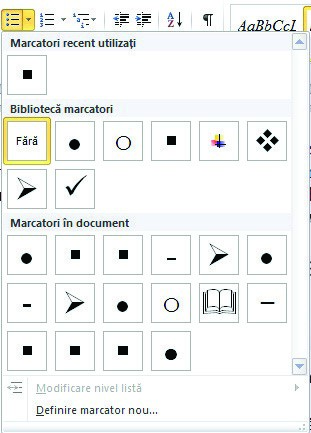 AaBbCcI
Marcatori recent utilizați
Bibliotecă marcatori
Fără
Marcatori în document
Modificare nivel listă
Definire marcator nou...